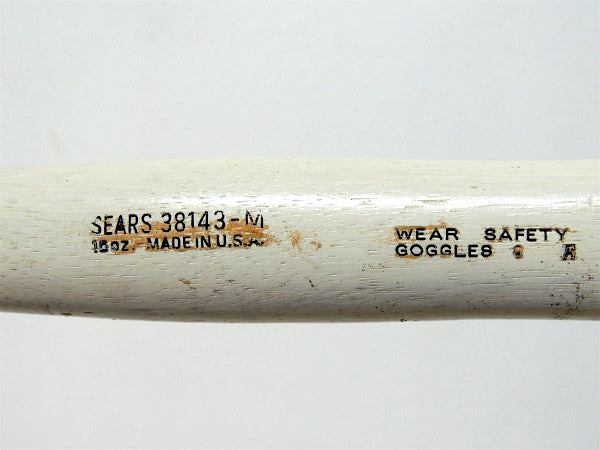 SEARS 38143-M
16oz. MADE IN U.S.A.
WEAR SAFETY
GOGGLES